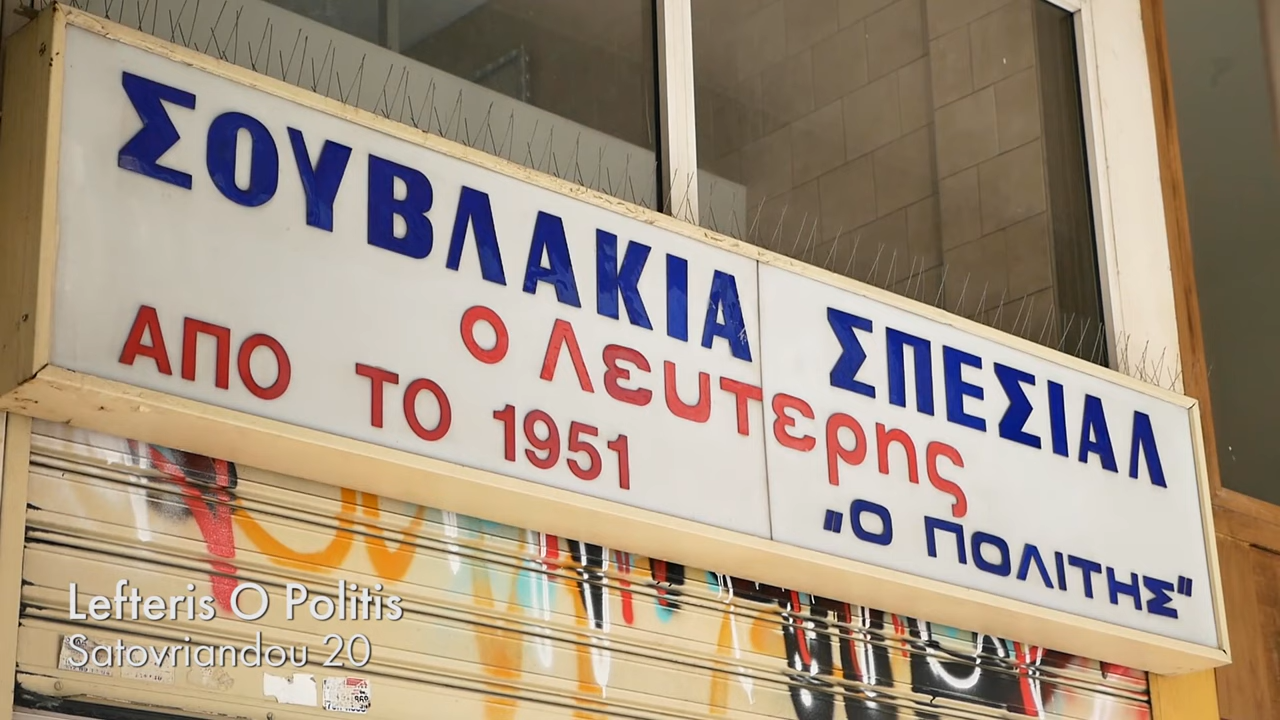 ΣΟΥΒΛΑΚΙΑ ΣΠΕΣΙΑΛ
Ο ΛΕΥΤΕΡΗΣ
ΑΠΟ ΤΟ 1951
„Ο ΠΟΛΙΤΗΣ“
Lefteris O Politis
Satovriandou 20